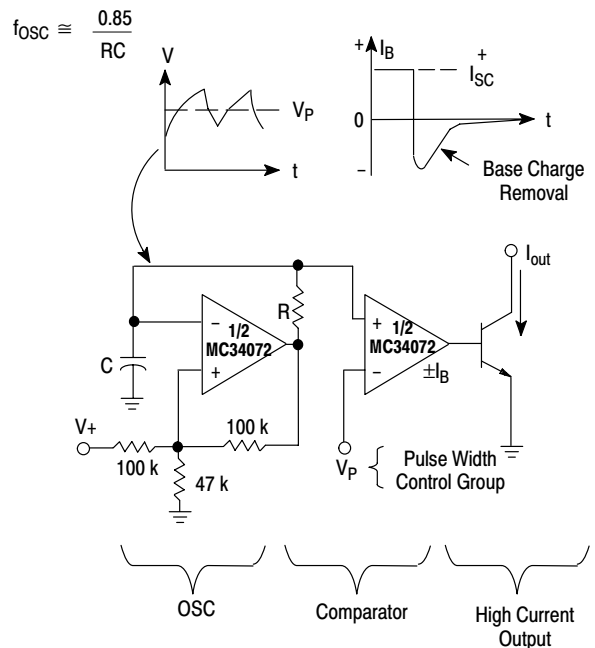 fOSC ≅ 0.85
RC
V
VP
t
+ IB
+
ISC
0
t
−
Base Charge
Removal
Iout
R
−
1/2
MC34072
+
+
1/2
MC34072
−
±IB
C
V+
100 k
100 k
47 k
VP
Pulse Width
Control Group
OSC
Comparator
High Current
Output